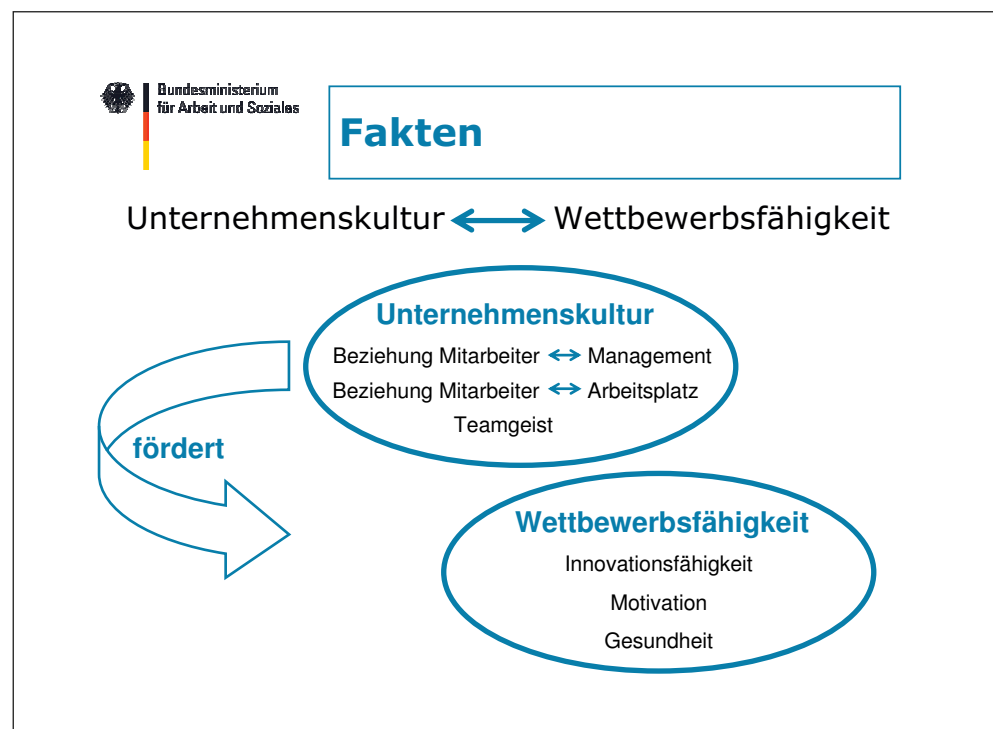 Bundesministerium
für Arbeit und Soziales
Fakten
Unternehmenskultur ↔ Wettbewerbsfähigkeit
Unternehmenskultur
Beziehung Mitarbeiter ↔ Management
Beziehung Mitarbeiter ↔ Arbeitsplatz
Teamgeist
fördert
Wettbewerbsfähigkeit
Innovationsfähigkeit
Motivation
Gesundheit